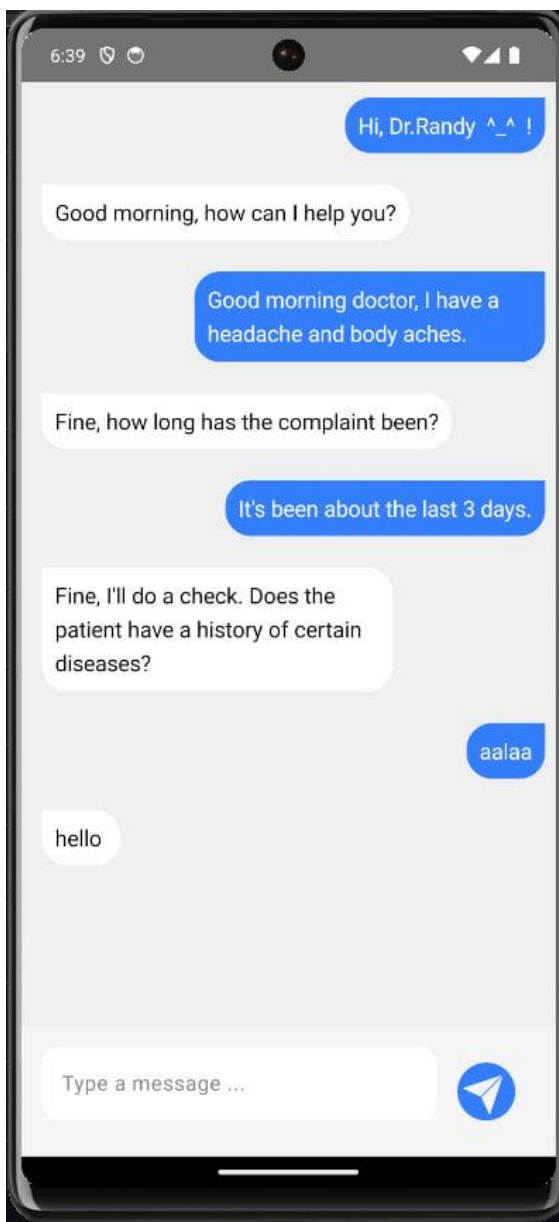 6:39
Hi, Dr.Randy ^_^ !
Good morning, how can I help you?
Good morning doctor, I have a
headache and body aches.
Fine, how long has the complaint been?
It's been about the last 3 days.
Fine, I'll do a check. Does the
patient have a history of certain
diseases?
aalaa
hello
Type a message ...